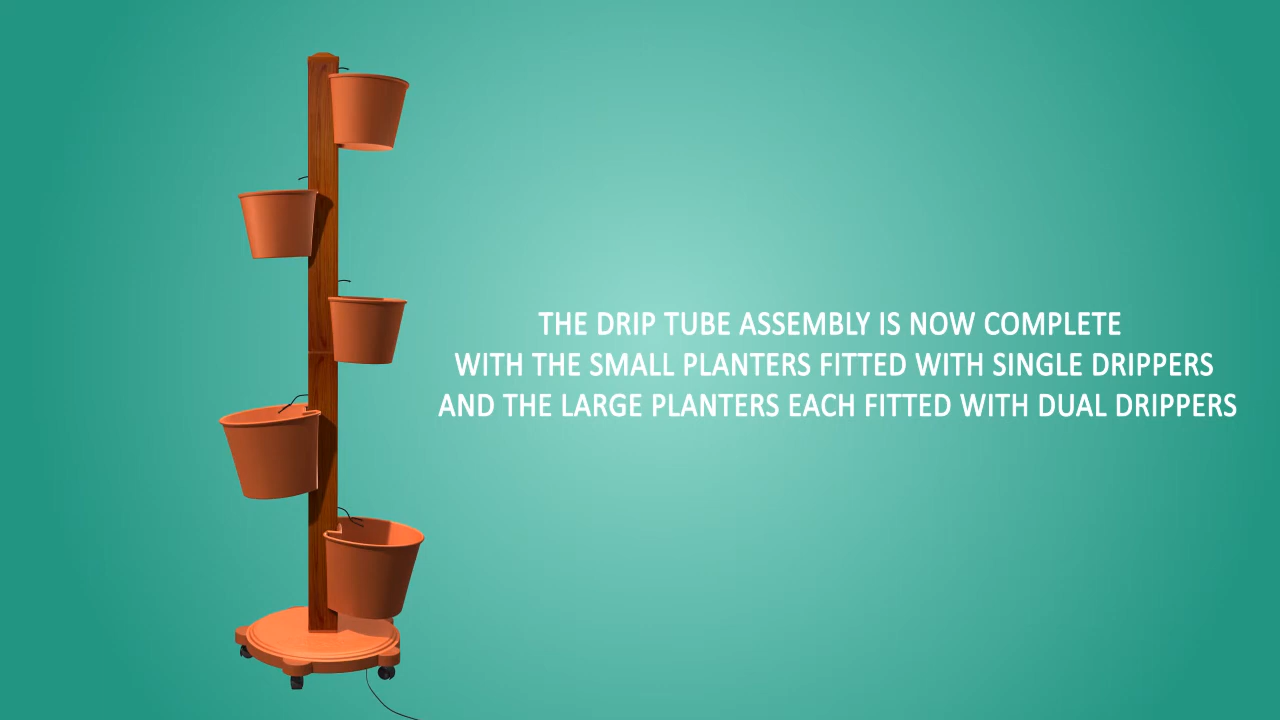 THE DRIP TUBE ASSEMBLY IS NOW COMPLETE
WITH THE SMALL PLANTERS FITTED WITH SINGLE DRIPPERS
AND THE LARGE PLANTERS EACH FITTED WITH DUAL DRIPPERS